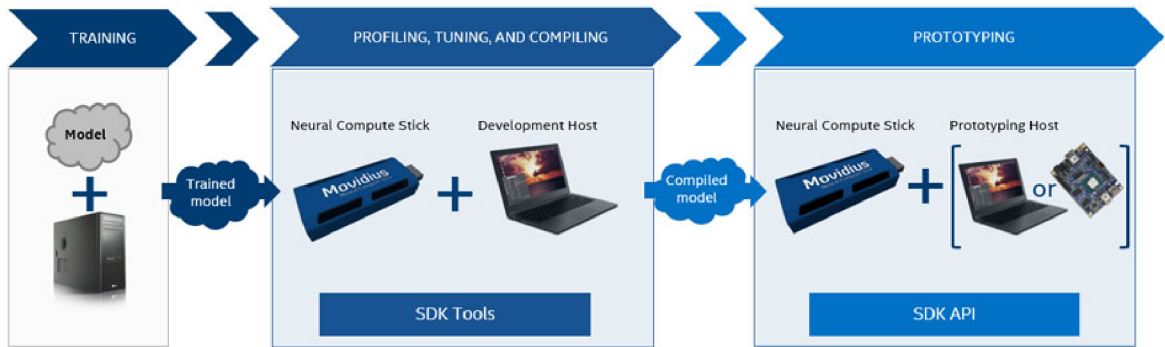 TRAINING
PROFILING, TUNING, AND COMPILING
PROTOTYPING
Model
Trained
model
Neural Compute Stick
Development Host
Movidius
SDK Tools
Compiled
model
Neural Compute Stick
Prototyping Host
Movidius
or
SDK API